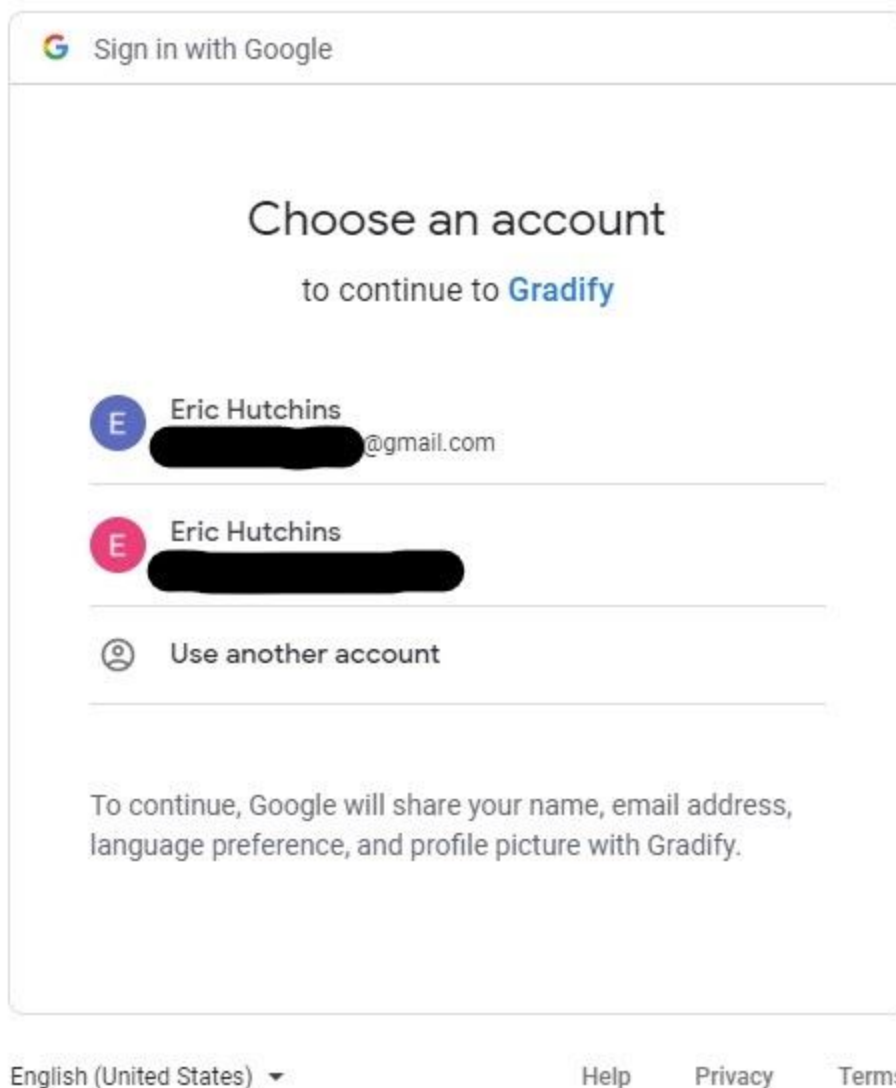 Sign in with Google
Choose an account
to continue to Gradify
E
Eric Hutchins
@gmail.com
E
Eric Hutchins
Use another account
To continue, Google will share your name, email address,
language preference, and profile picture with Gradify.
English (United States)
Help Privacy Term